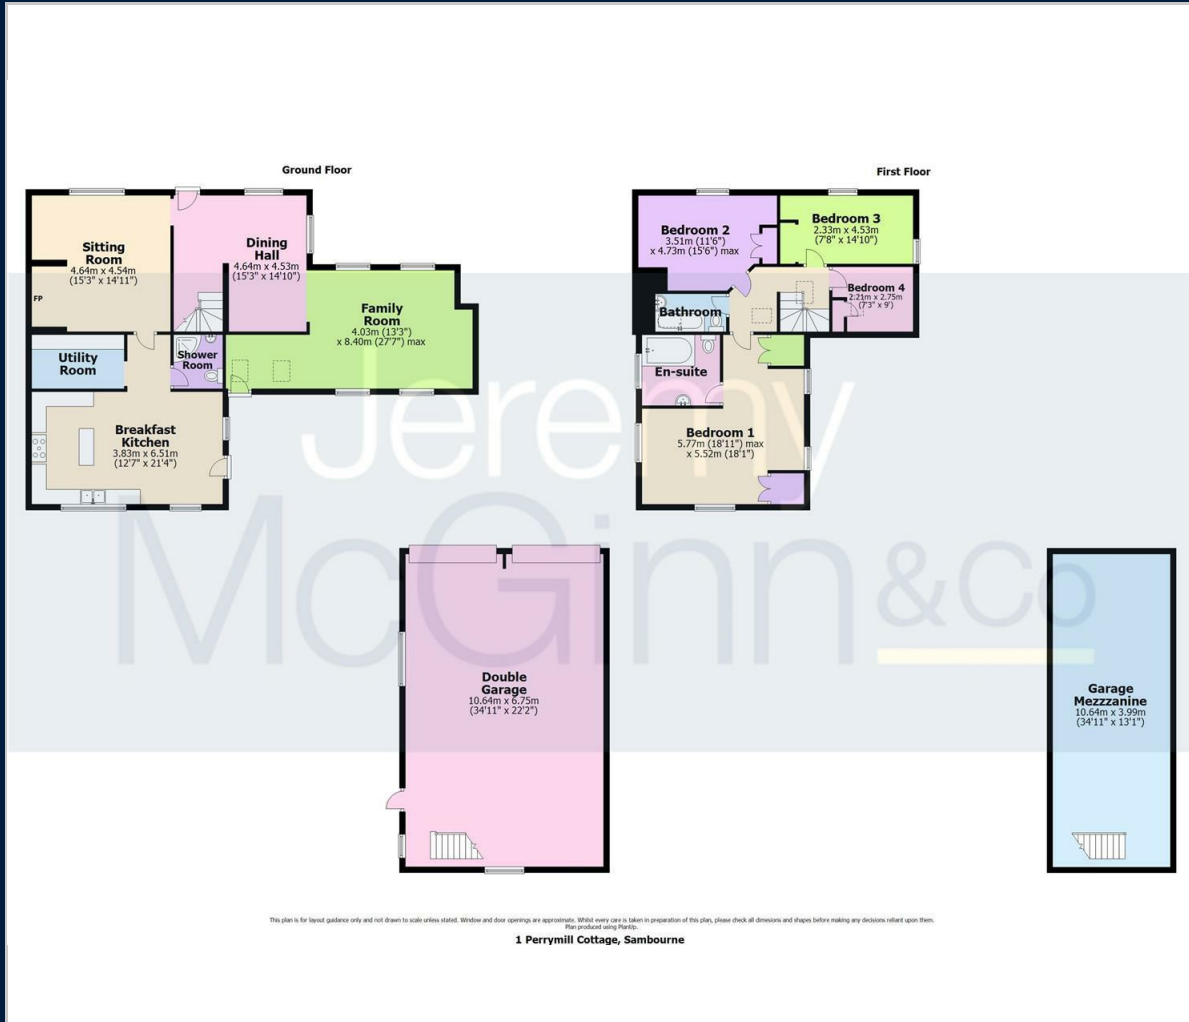 Ground Floor
First Floor
Sitting
Room
4.64m x 4.54m
(15'3" x 14'11")
FP
Dining
Hall
4.64m x 4.53m
(15'3" x 14'10")
Family
Room
4.03m (13'3")
x 8.40m (27'7") max
Utility
Room
Shower
Room
Breakfast
Kitchen
3.83m x 6.51m
(12'7" x 21'4")
Bedroom 2
3.51m (11'6")
x 4.73m (15'6") max
Bedroom 3
2.33m x 4.53m
(7'8" x 14'10")
Bedroom 4
2.21m x 2.75m
(7'3" x 9')
Bathroom
En-suite
Bedroom 1
5.77m (18'11") max
x 5.52m (18'1")
Jeremy
McGinn & Co
Double
Garage
10.64m x 6.75m
(34'11" x 22'2")
Garage
Mezzzanine
10.64m x 3.99m
(34'11" x 13'1")
This plan is for layout guidance only and not drawn to scale unless stated. Window and door openings are approximate. Whilst every care is taken in preparation of this plan, please check all dimesions and shapes before making any decisions reliant upon them.
Plan produced using PlanUp.
1 Perrymill Cottage, Sambourne